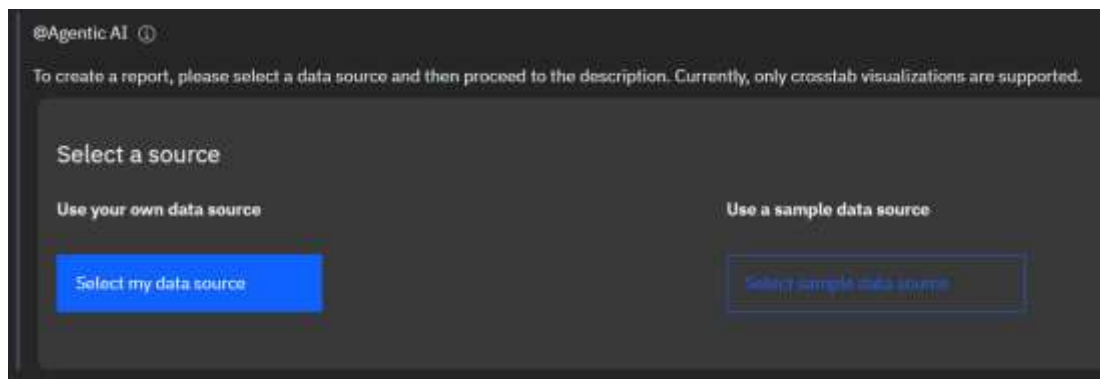 @Agentic AI ⓘ
To create a report, please select a data source and then proceed to the description. Currently, only crosstab visualizations are supported.
Select a source
Use your own data source
Use a sample data source
Select my data source
Select sample data source